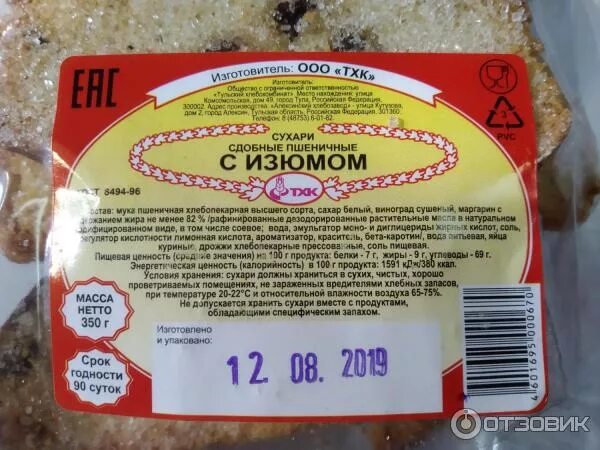 ЕАС
Изготовитель: ООО «ТХК»
Изготовитель:
Общество с ограниченной ответственностью
«Тульский хлебокомбинат». Место нахождения: улица
Комсомольская, дом 49, город Тула, Российская Федерация,
300002. Адрес производства: «Алексинский хлебозавод» - улица Кутузова,
дом 2, город Алексин, Тульская область, Российская Федерация, 301360
Телефон: 8 (48753) 6-01-82.
3
PVC
СУХАРИ
СДОБНЫЕ ПШЕНИЧНЫЕ
С ИЗЮМОМ
ТХК
8494-96
Состав: мука пшеничная хлебопекарная высшего сорта, сахар белый, виноград сушеный, маргарин с
содержанием жира не менее 82 % /рафинированные дезодорированные растительные масла в натуральном
модифицированном виде, в том числе соевое; вода, эмульгатор моно- и диглицериды жирных кислот, соль,
регулятор кислотности лимонная кислота, ароматизатор, краситель, бета-каротин/, вода питьевая, яйца
куриные, дрожжи хлебопекарные прессованные, соль пищевая.
Пищевая ценность (средние значения) на 100 г продукта: белки - 7 г, жиры - 9 г, углеводы - 69 г.
Энергетическая ценность (калорийность) в 100 г продукта: 1591 кДж/380 ккал.
Условия хранения: сухари должны храниться в сухих, чистых, хорошо
проветриваемых помещениях, не зараженных вредителями хлебных запасов,
при температуре 20-22°С и относительной влажности воздуха 65-75%.
Не допускается хранить сухари вместе с продуктами,
обладающими специфическим запахом.
МАССА
НЕТТО
350 г
Срок
годности
90 суток
Изготовлено
и упаковано:
12 08. 2019
4601695000670
ОТЗОВИК